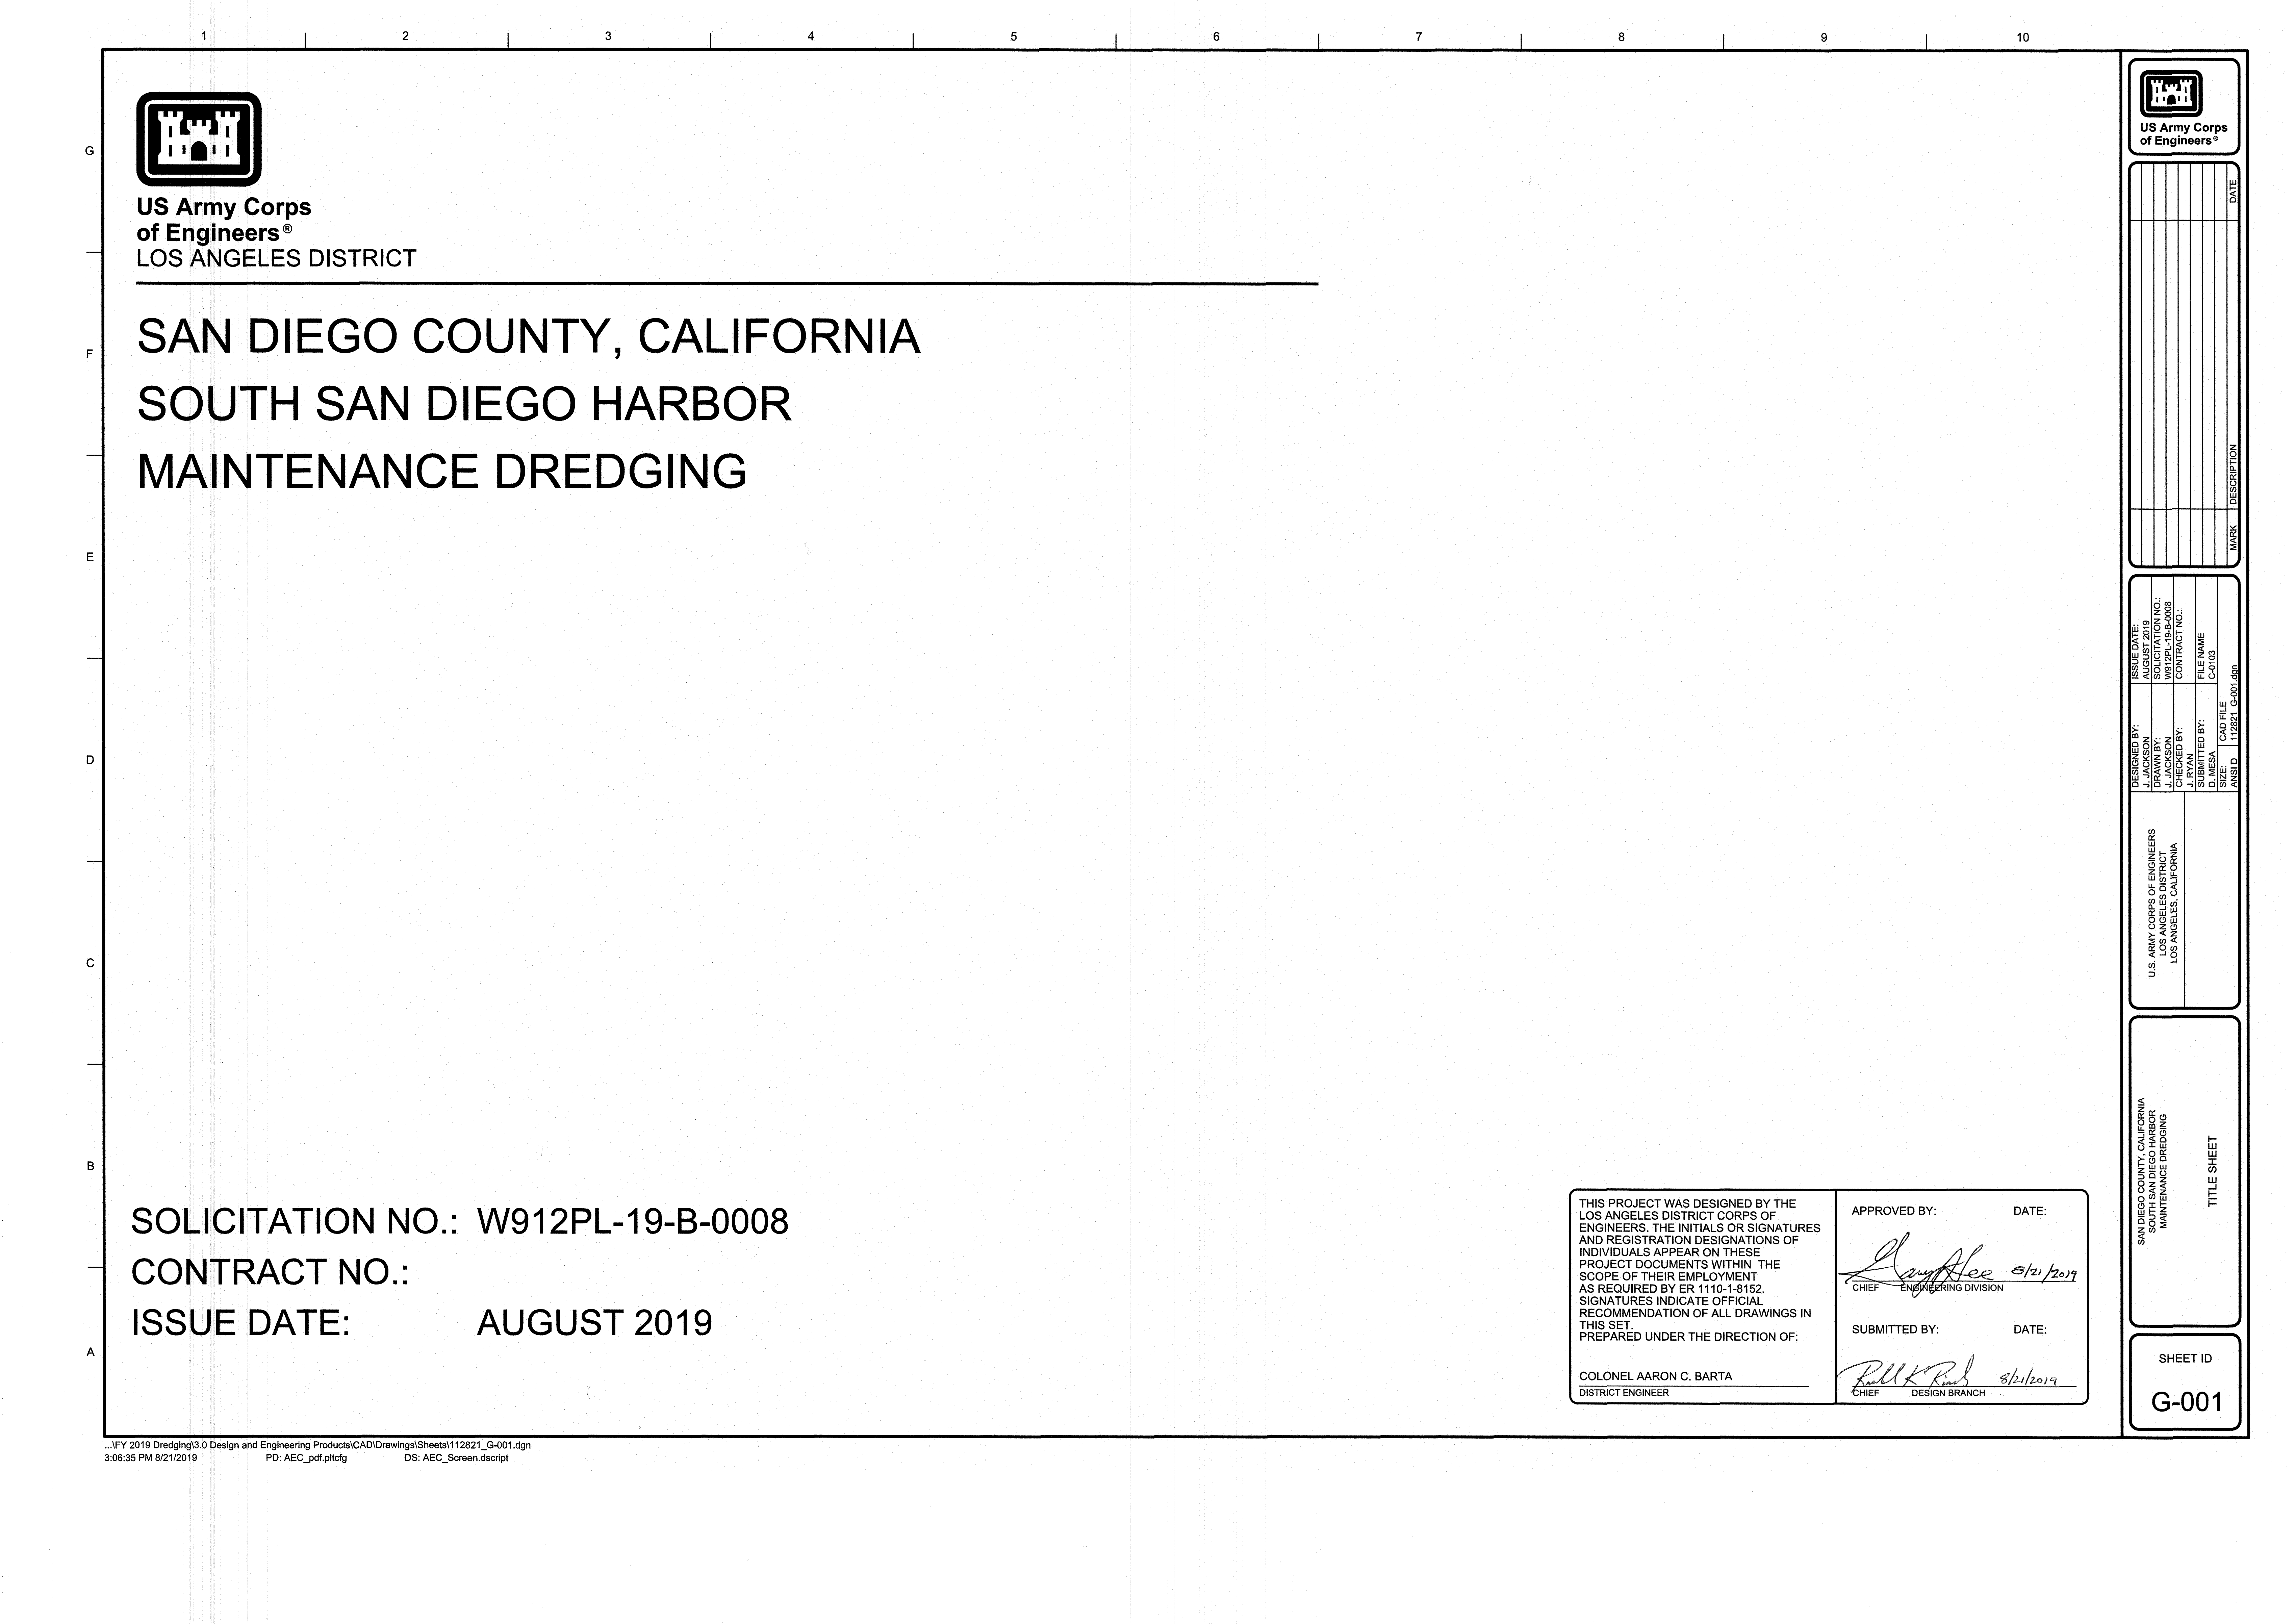 1 2 3 4 5 6 7 8 9 10
G
F
E
D
C
B
A
US Army Corps
of Engineers®
LOS ANGELES DISTRICT
SAN DIEGO COUNTY, CALIFORNIA
SOUTH SAN DIEGO HARBOR
MAINTENANCE DREDGING
SOLICITATION NO.: W912PL-19-B-0008
CONTRACT NO.:
ISSUE DATE: AUGUST 2019
THIS PROJECT WAS DESIGNED BY THE
LOS ANGELES DISTRICT CORPS OF
ENGINEERS. THE INITIALS OR SIGNATURES
AND REGISTRATION DESIGNATIONS OF
INDIVIDUALS APPEAR ON THESE
PROJECT DOCUMENTS WITHIN THE
SCOPE OF THEIR EMPLOYMENT
AS REQUIRED BY ER 1110-1-8152.
SIGNATURES INDICATE OFFICIAL
RECOMMENDATION OF ALL DRAWINGS IN
THIS SET.
PREPARED UNDER THE DIRECTION OF:
COLONEL AARON C. BARTA
DISTRICT ENGINEER
APPROVED BY: DATE:
8/21/2019
CHIEF ENGINEERING DIVISION
SUBMITTED BY: DATE:
8/21/2019
CHIEF DESIGN BRANCH
US Army Corps
of Engineers®
MARK DESCRIPTION DATE
DESIGNED BY:
J. JACKSON
DRAWN BY:
J. JACKSON
CHECKED BY:
J. RYAN
SUBMITTED BY:
D. MESA
SIZE:
ANSI D
ISSUE DATE:
AUGUST 2019
SOLICITATION NO.:
W912PL-19-B-0008
CONTRACT NO.:
FILE NAME
C-0103
CAD FILE
112821_G-001.dgn
U.S. ARMY CORPS OF ENGINEERS
LOS ANGELES DISTRICT
LOS ANGELES, CALIFORNIA
SAN DIEGO COUNTY, CALIFORNIA
SOUTH SAN DIEGO HARBOR
MAINTENANCE DREDGING
TITLE SHEET
SHEET ID
G-001
...\FY 2019 Dredging\3.0 Design and Engineering Products\CAD\Drawings\Sheets\112821_G-001.dgn
3:06:35 PM 8/21/2019 PD: AEC_pdf.pltcfg DS: AEC_Screen.dscript